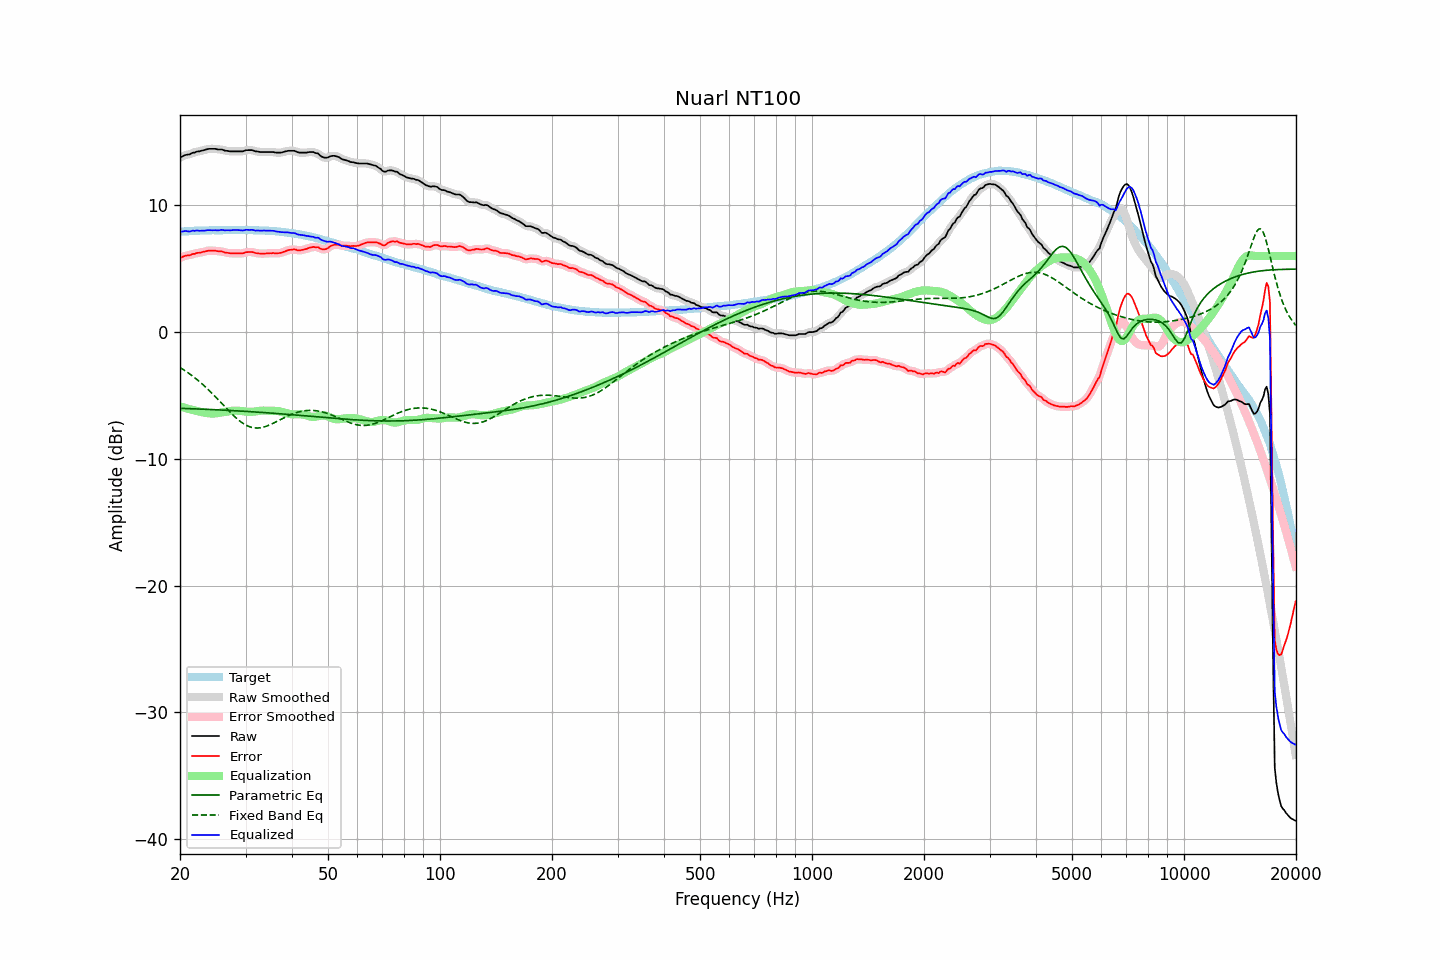 Nuarl NT100
Amplitude (dBr)
10
0
−10
−20
−30
−40
Target
Raw Smoothed
Error Smoothed
Raw
Error
Equalization
Parametric Eq
Fixed Band Eq
Equalized
20 50 100 200 500 1000 2000 5000 10000 20000
Frequency (Hz)